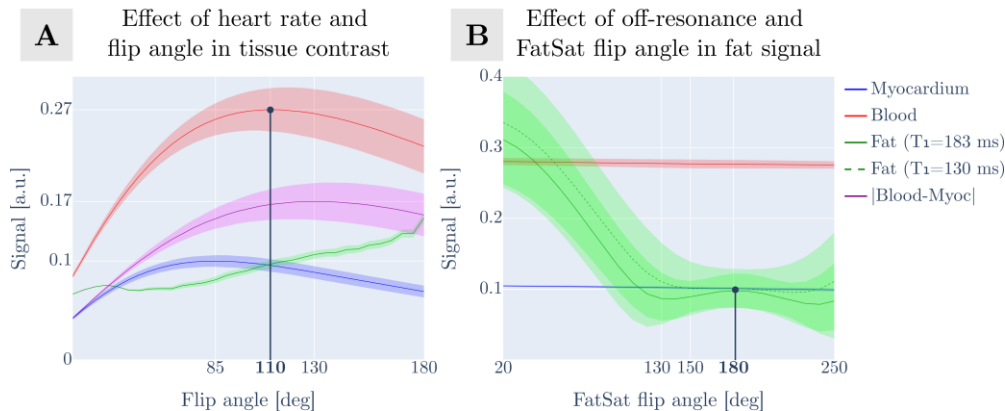 A
Effect of heart rate and
flip angle in tissue contrast
Signal [a.u.]
0.27
0.17
0.1
0
85
110
130
180
Flip angle [deg]
B
Effect of off-resonance and
FatSat flip angle in fat signal
Signal [a.u.]
0.4
0.3
0.2
0.1
20
130
150
180
250
FatSat flip angle [deg]
Myocardium
Blood
Fat (T₁=183 ms)
Fat (T₁=130 ms)
|Blood-Myoc|